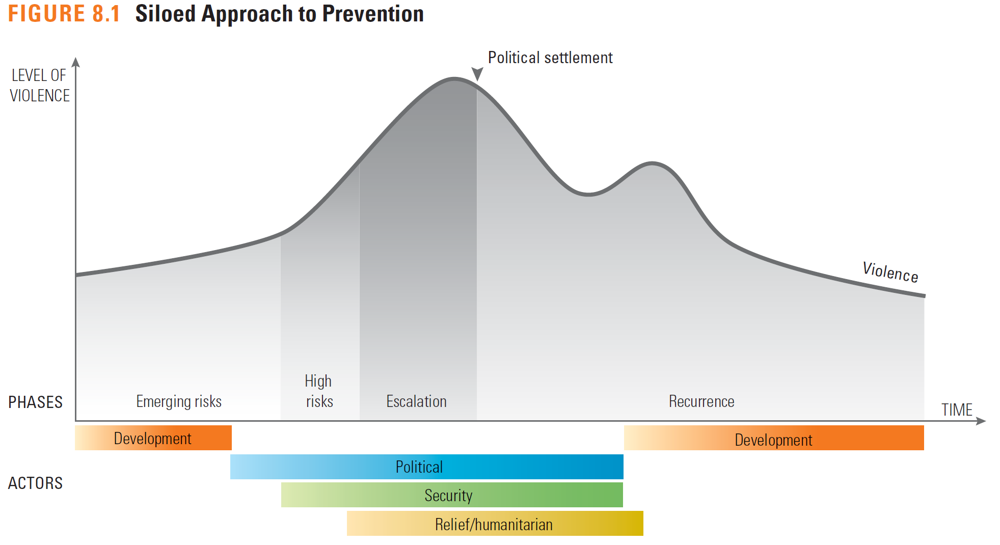 FIGURE 8.1 Siloed Approach to Prevention
Political settlement
LEVEL OF
VIOLENCE
Violence
PHASES
Emerging risks
High
risks
Escalation
Recurrence
TIME
Development
Development
Political
ACTORS
Security
Relief/humanitarian